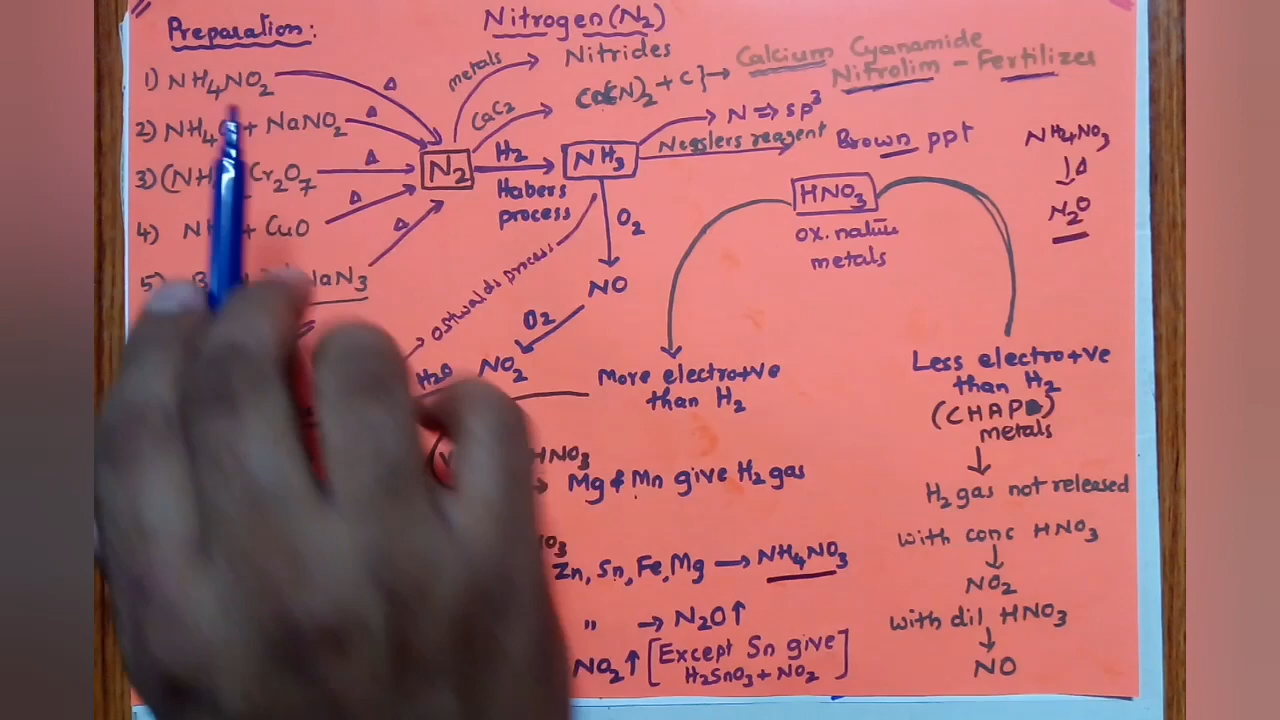 Nitrogen (N2)
Preparation:
1) NH4NO2
2) NH4 + NaNO2
3) (NH Cr2O7
4) NH + CuO
5) B NaN3
Δ
Δ
Δ
Δ
Δ
N2
metals
Nitrides
CaC2
Ca(CN)2 + C} → Calcium Cyanamide
Nitrolim - Fertilizes
H2
Habers
process
NH3
N ⇒ sp3
Nesslers reagent
Brown ppt
NH4NO3
↓Δ
N2O
O2
NO
O2
NO2
H2O
Ostwalds process
HNO3
ox. nature
metals
More electro+ve
than H2
HNO3
→ Mg & Mn give H2 gas
Zn, Sn, Fe, Mg → NH4NO3
" → N2O↑
NO2↑ [Except Sn give
H2SnO3 + NO2]
Less electro+ve
than H2
(CHAP)
metals
↓
H2 gas not released
with conc HNO3
↓
NO2
with dil HNO3
↓
NO